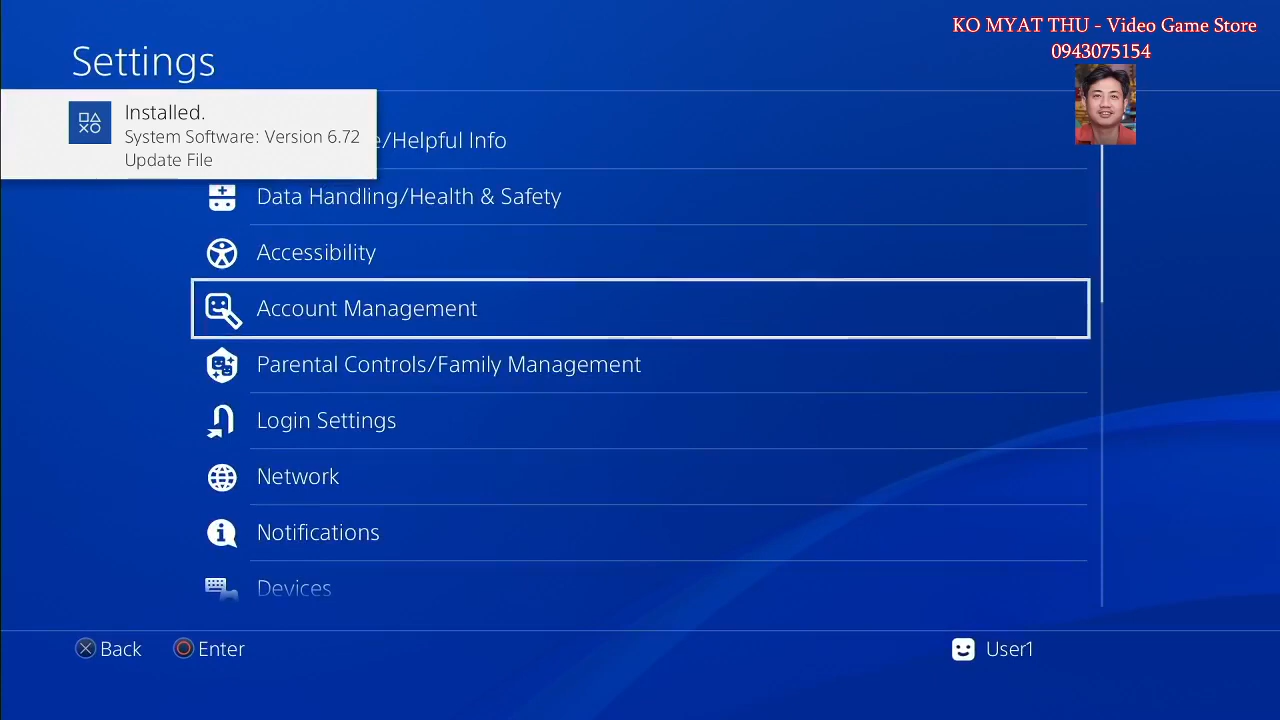 KO MYAT THU - Video Game Store
0943075154
Settings
Installed.
System Software: Version 6.72
Update File
e/Helpful Info
Data Handling/Health & Safety
Accessibility
Account Management
Parental Controls/Family Management
Login Settings
Network
Notifications
Devices
Back
Enter
User1